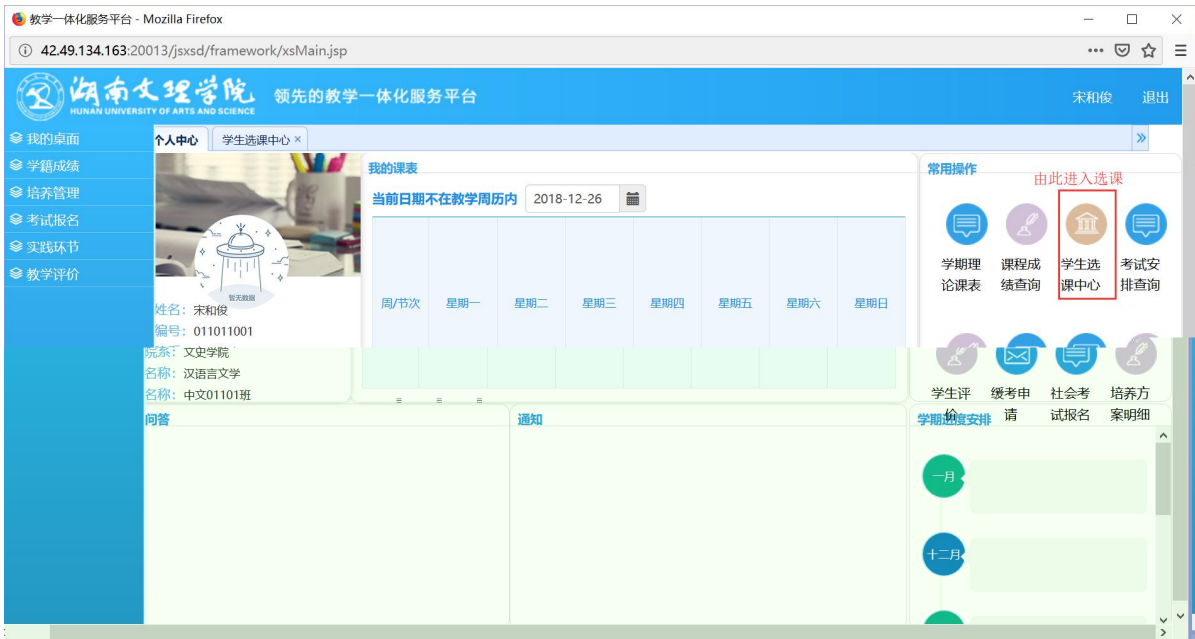 教学一体化服务平台 - Mozilla Firefox
42.49.134.163:20013/jsxsd/framework/xsMain.jsp
湖南文理学院
HUNAN UNIVERSITY OF ARTS AND SCIENCE
领先的教学一体化服务平台
宋和俊 退出
我的桌面
学籍成绩
培养管理
考试报名
实践环节
教学评价
个人中心 学生选课中心 ×
暂无数据
姓名：宋和俊
编号：011011001
院系：文史学院
名称：汉语言文学
名称：中文01101班
我的课表
当前日期不在教学周历内 2018-12-26
周/节次 星期一 星期二 星期三 星期四 星期五 星期六 星期日
常用操作
由此进入选课
学期理论课表
课程成绩查询
学生选课中心
考试安排查询
学生评价
缓考申请
社会考试报名
培养方案明细
问答
通知
学期进度安排
一月
十二月